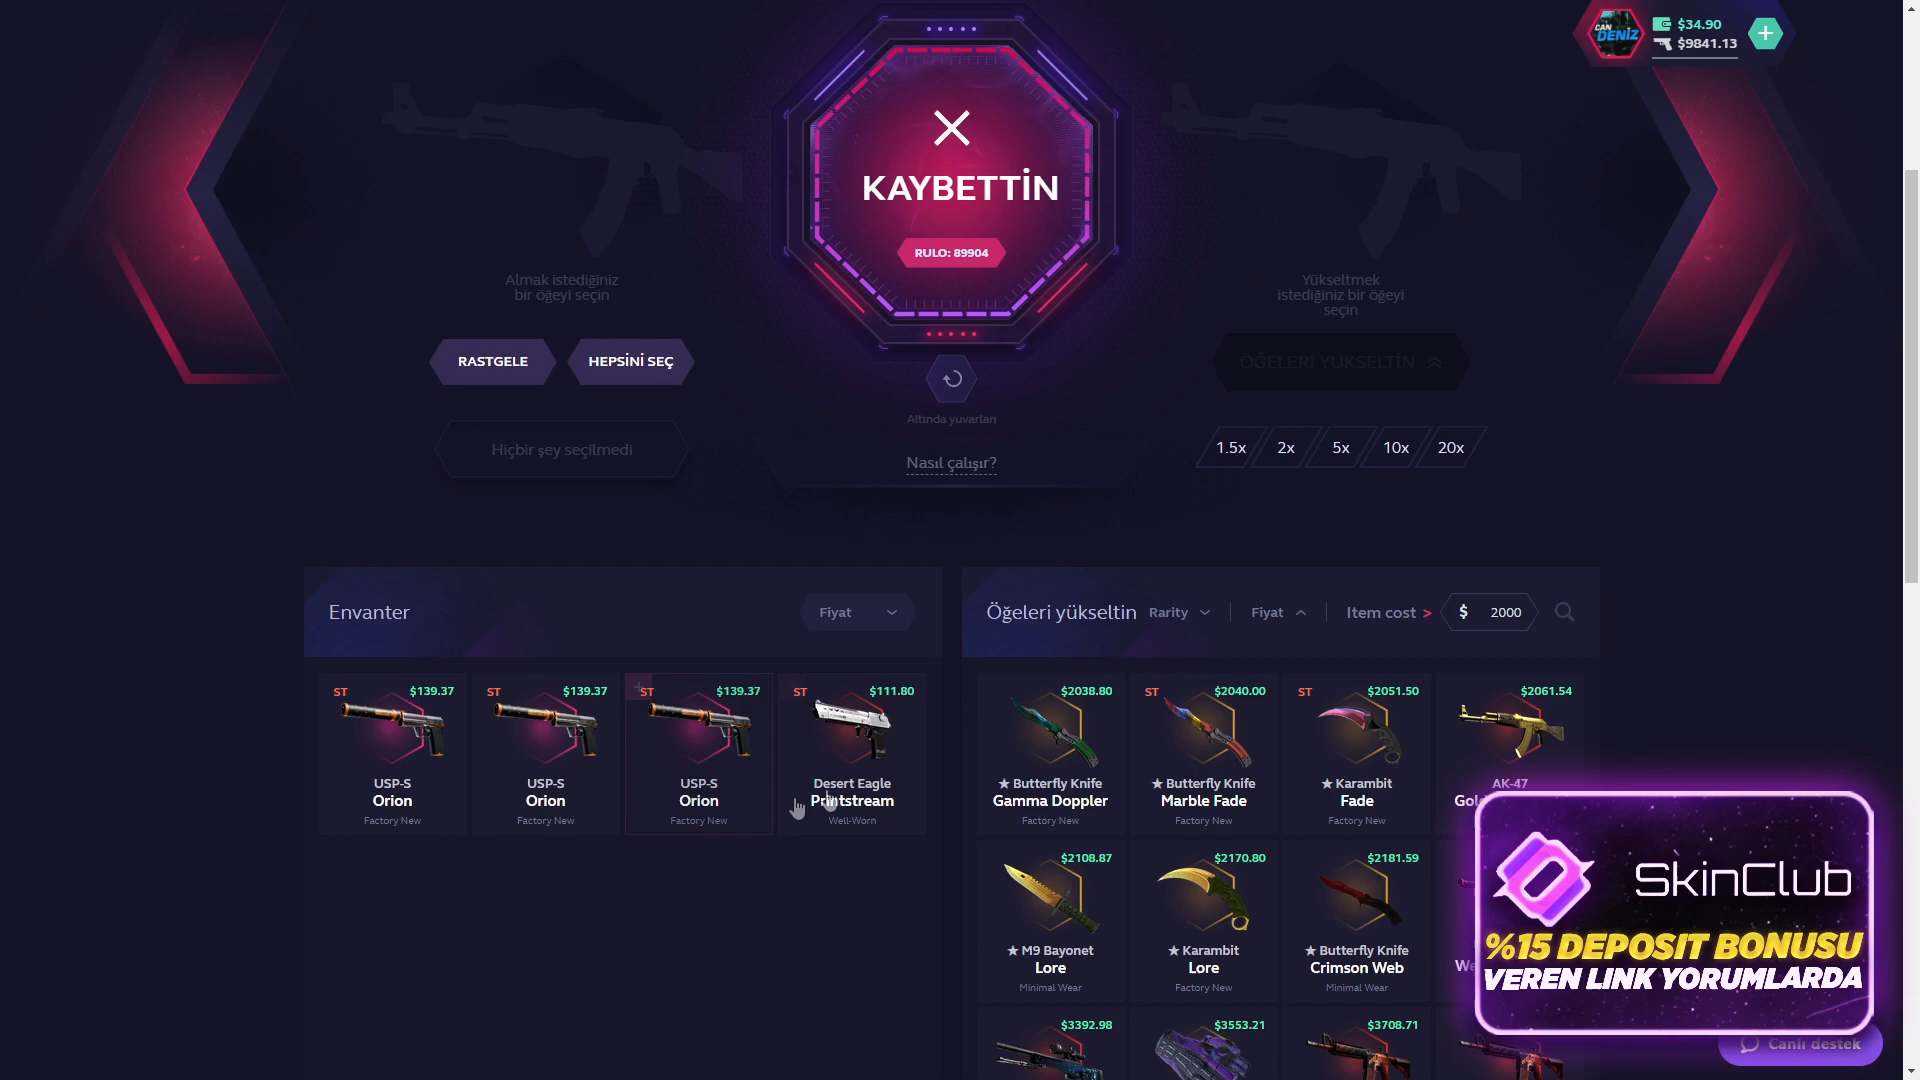 CAN
DENİZ
$34.90
$9841.13
KAYBETTİN
RULO: 89904
Almak istediğiniz
bir öğeyi seçin
RASTGELE
HEPSİNİ SEÇ
Hiçbir şey seçilmedi
Altında yuvarlan
Nasıl çalışır?
Yükseltmek
istediğiniz bir öğeyi
seçin
ÖĞELERİ YÜKSELTİN
1.5x 2x 5x 10x 20x
Envanter
Fiyat
ST $139.37
USP-S
Orion
Factory New
ST $139.37
USP-S
Orion
Factory New
ST $139.37
USP-S
Orion
Factory New
ST $111.80
Desert Eagle
Printstream
Well-Worn
Öğeleri yükseltin Rarity Fiyat Item cost > $ 2000
$2038.80
★ Butterfly Knife
Gamma Doppler
Factory New
ST $2040.00
★ Butterfly Knife
Marble Fade
Factory New
ST $2051.50
★ Karambit
Fade
Factory New
$2061.54
AK-47
$2108.87
★ M9 Bayonet
Lore
Minimal Wear
$2170.80
★ Karambit
Lore
Factory New
$2181.59
★ Butterfly Knife
Crimson Web
Minimal Wear
$3392.98
$3553.21
$3708.71
SkinClub
%15 DEPOSIT BONUSU
VEREN LINK YORUMLARDA
Canlı destek